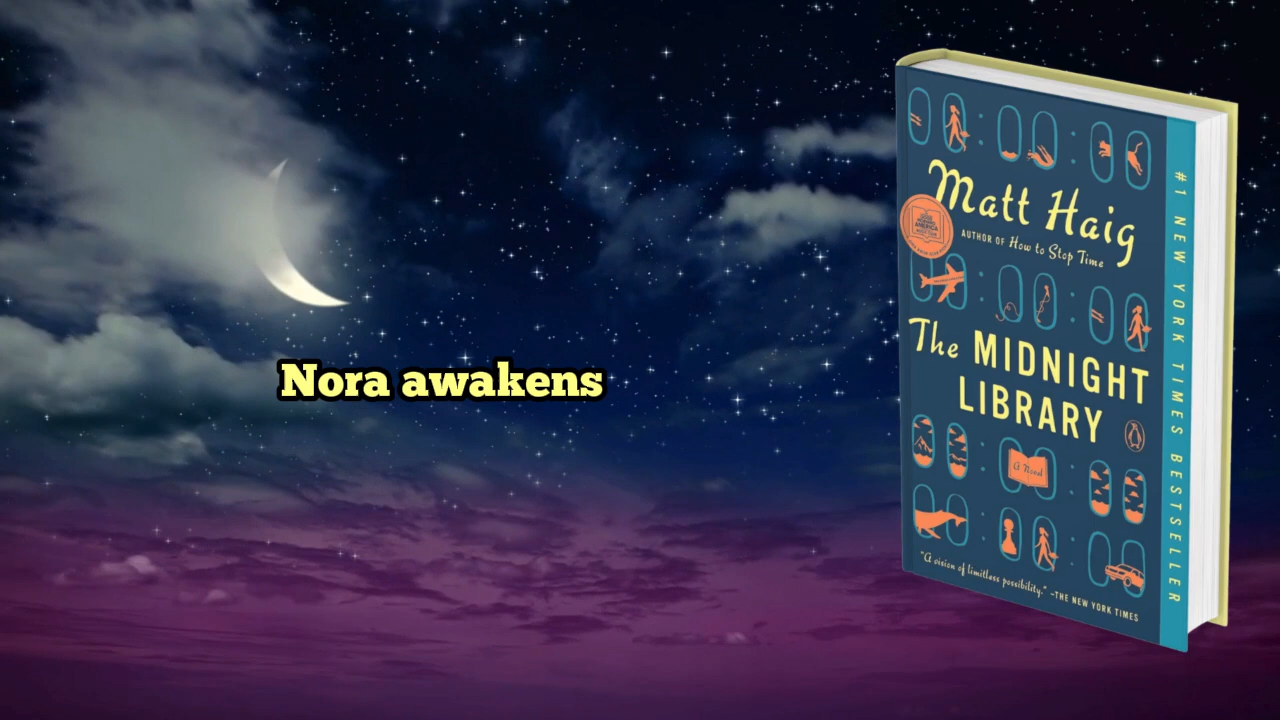 Nora awakens
Matt Haig
AUTHOR OF How to Stop Time
The MIDNIGHT
LIBRARY
A Novel
"A vision of limitless possibility." —THE NEW YORK TIMES
#1 NEW YORK TIMES BESTSELLER